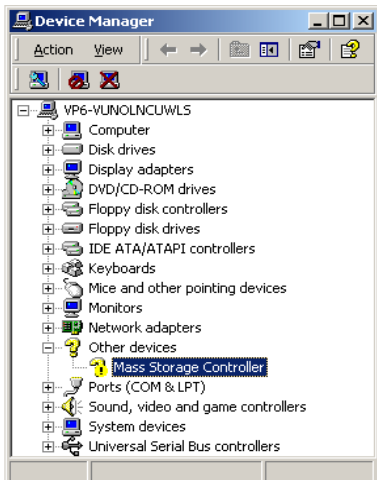 Device Manager
Action View
VP6-VUNOLNCUWLS
Computer
Disk drives
Display adapters
DVD/CD-ROM drives
Floppy disk controllers
Floppy disk drives
IDE ATA/ATAPI controllers
Keyboards
Mice and other pointing devices
Monitors
Network adapters
Other devices
Mass Storage Controller
Ports (COM & LPT)
Sound, video and game controllers
System devices
Universal Serial Bus controllers